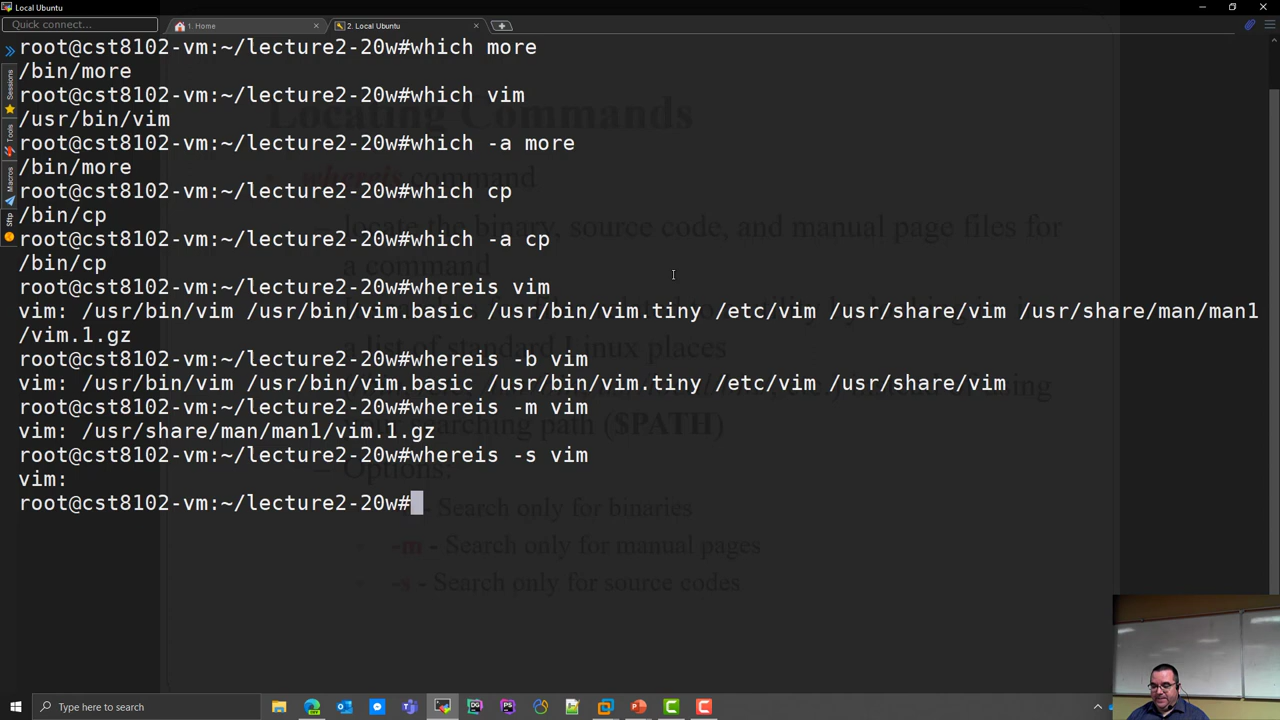 Local Ubuntu
Quick connect...
1. Home
2. Local Ubuntu
Sessions
Tools
Macros
Sftp
root@cst8102-vm:~/lecture2-20w#which more
/bin/more
root@cst8102-vm:~/lecture2-20w#which vim
/usr/bin/vim
root@cst8102-vm:~/lecture2-20w#which -a more
/bin/more
root@cst8102-vm:~/lecture2-20w#which cp
/bin/cp
root@cst8102-vm:~/lecture2-20w#which -a cp
/bin/cp
root@cst8102-vm:~/lecture2-20w#whereis vim
vim: /usr/bin/vim /usr/bin/vim.basic /usr/bin/vim.tiny /etc/vim /usr/share/vim /usr/share/man/man1
/vim.1.gz
root@cst8102-vm:~/lecture2-20w#whereis -b vim
vim: /usr/bin/vim /usr/bin/vim.basic /usr/bin/vim.tiny /etc/vim /usr/share/vim
root@cst8102-vm:~/lecture2-20w#whereis -m vim
vim: /usr/share/man/man1/vim.1.gz
root@cst8102-vm:~/lecture2-20w#whereis -s vim
vim:
root@cst8102-vm:~/lecture2-20w#
Locating Commands
whereis command
– locate the binary, source code, and manual page files for
a command
a list of standard Linux places
instead of using
searching path ($PATH)
– Options:
- Search only for binaries
-m - Search only for manual pages
-s - Search only for source codes
Type here to search